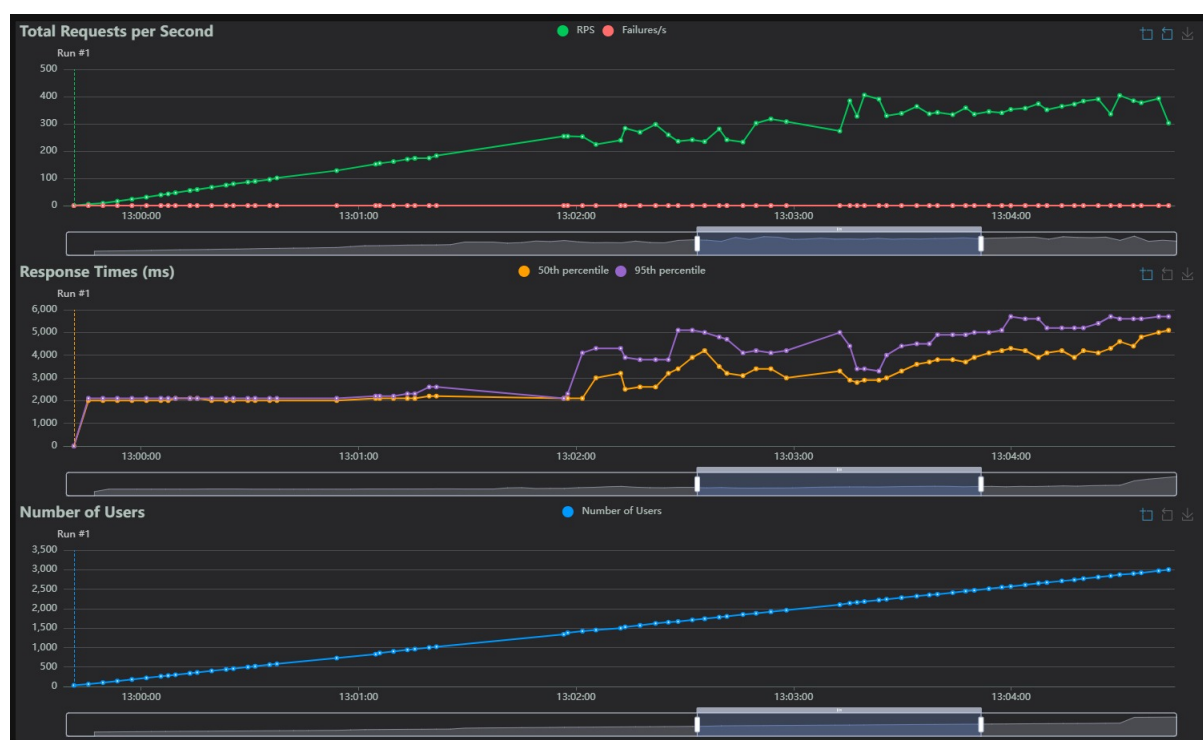 Total Requests per Second
RPS Failures/s
Run #1
500
400
300
200
100
0
13:00:00 13:01:00 13:02:00 13:03:00 13:04:00
Response Times (ms)
50th percentile 95th percentile
Run #1
6,000
5,000
4,000
3,000
2,000
1,000
0
13:00:00 13:01:00 13:02:00 13:03:00 13:04:00
Number of Users
Number of Users
Run #1
3,500
3,000
2,500
2,000
1,500
1,000
500
0
13:00:00 13:01:00 13:02:00 13:03:00 13:04:00